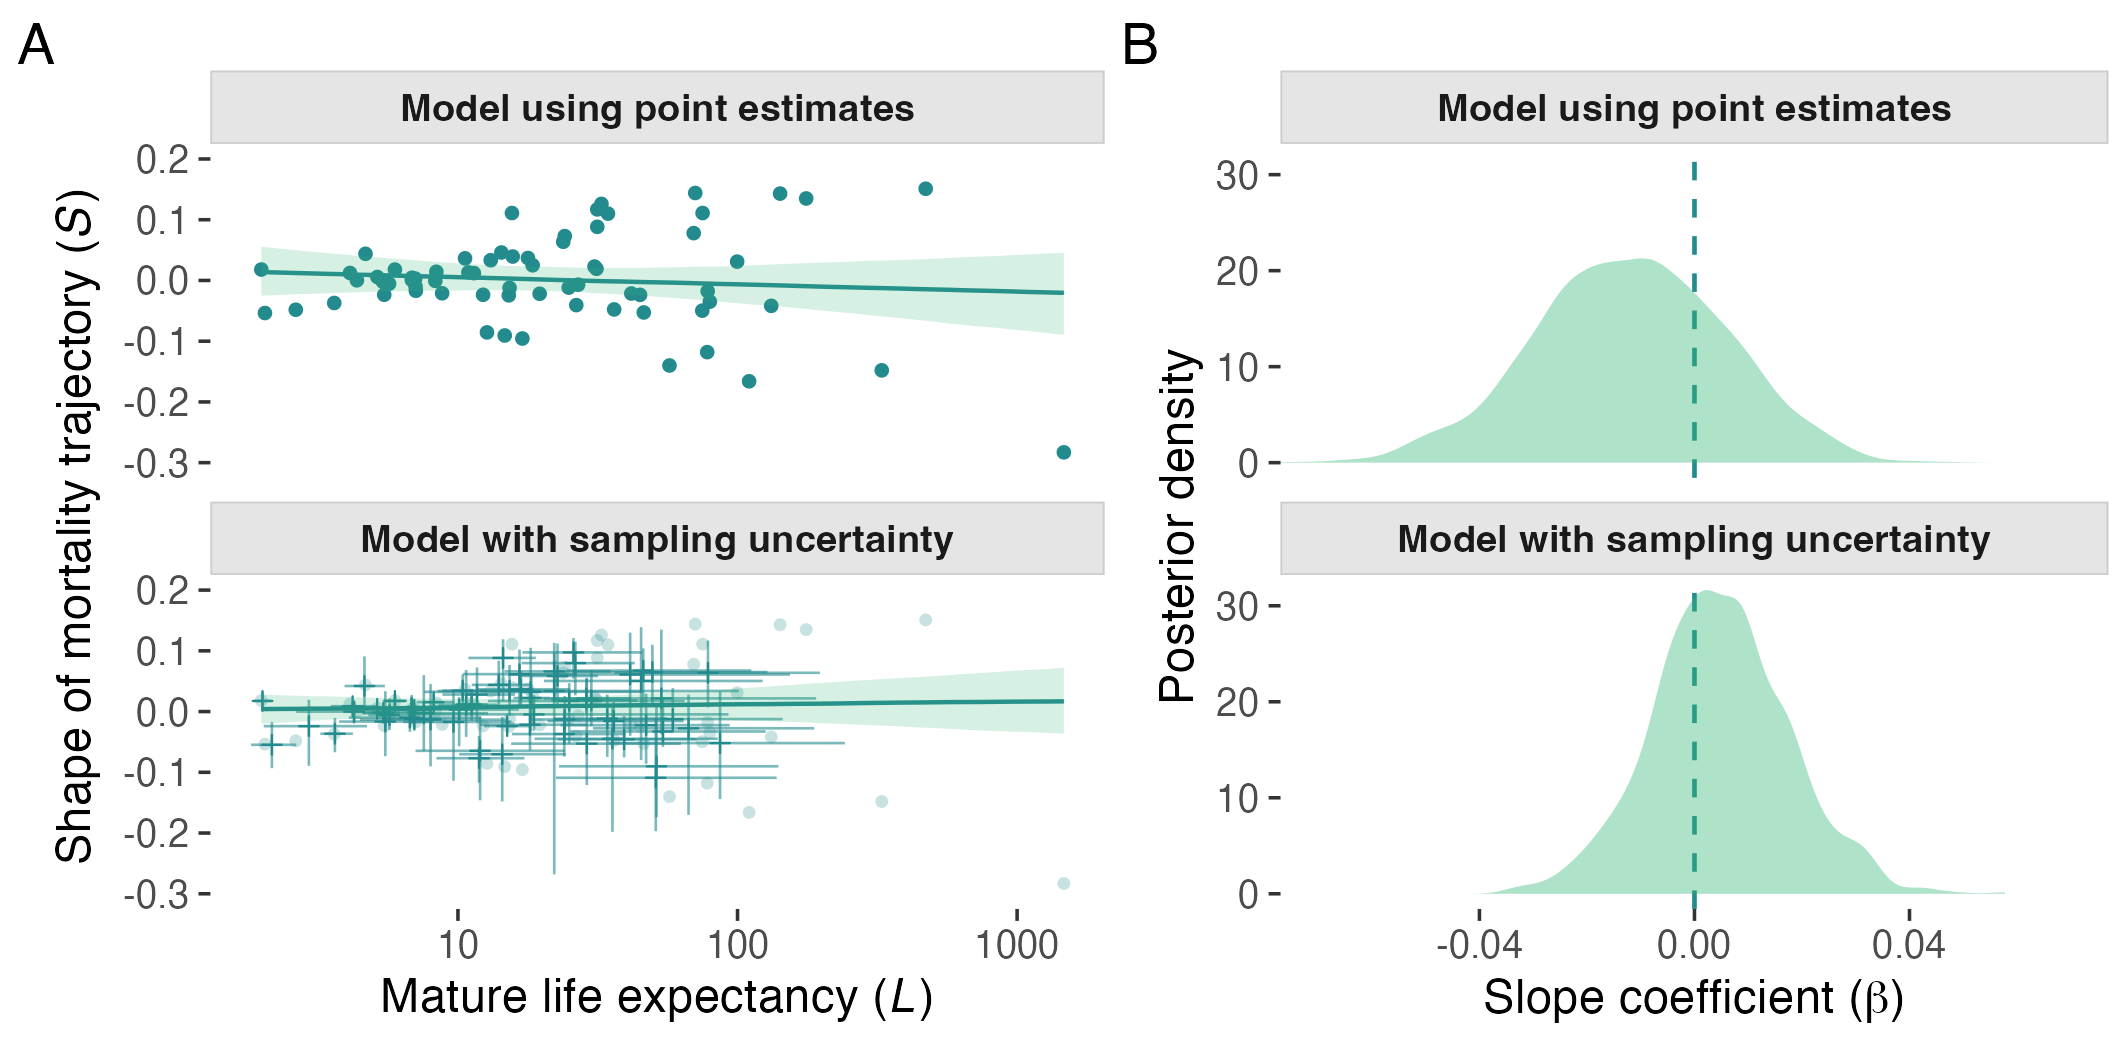 A
Model using point estimates
0.2
0.1
0.0
-0.1
-0.2
-0.3
Model with sampling uncertainty
0.2
0.1
0.0
-0.1
-0.2
-0.3
10
100
1000
Mature life expectancy (L)
Shape of mortality trajectory (S)
B
Model using point estimates
30
20
10
0
Model with sampling uncertainty
30
20
10
0
-0.04
0.00
0.04
Slope coefficient (β)
Posterior density